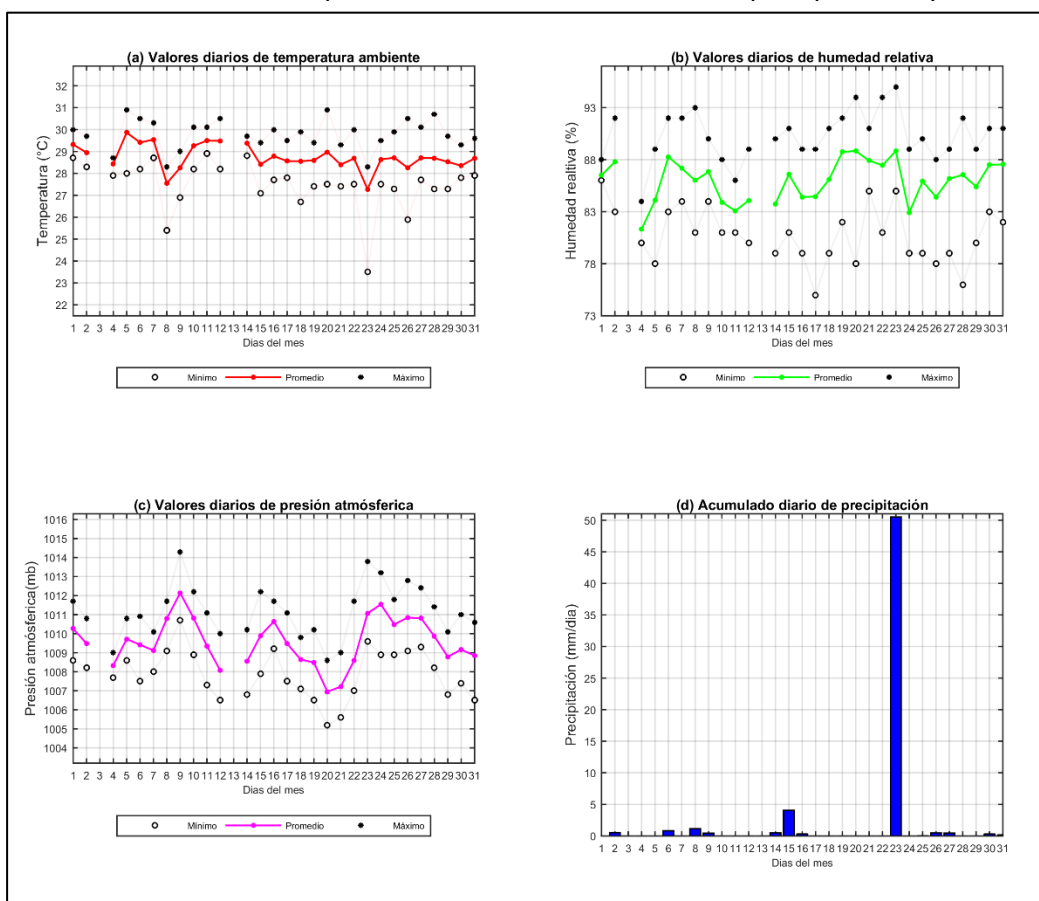 (a) Valores diarios de temperatura ambiente
32
31
30
29
28
27
26
25
24
23
22
Temperatura (°C)
1 2 3 4 5 6 7 8 9 10 11 12 13 14 15 16 17 18 19 20 21 22 23 24 25 26 27 28 29 30 31
Dias del mes
Mínimo Promedio Máximo
(b) Valores diarios de humedad relativa
93
88
83
78
73
Humedad realtiva (%)
1 2 3 4 5 6 7 8 9 10 11 12 13 14 15 16 17 18 19 20 21 22 23 24 25 26 27 28 29 30 31
Dias del mes
Mínimo Promedio Máximo
(c) Valores diarios de presión atmósferica
1016
1015
1014
1013
1012
1011
1010
1009
1008
1007
1006
1005
1004
Presión atmósferica(mb)
1 2 3 4 5 6 7 8 9 10 11 12 13 14 15 16 17 18 19 20 21 22 23 24 25 26 27 28 29 30 31
Dias del mes
Mínimo Promedio Máximo
(d) Acumulado diario de precipitación
50
45
40
35
30
25
20
15
10
5
0
Precipitación (mm/dia)
1 2 3 4 5 6 7 8 9 10 11 12 13 14 15 16 17 18 19 20 21 22 23 24 25 26 27 28 29 30 31
Dias del mes